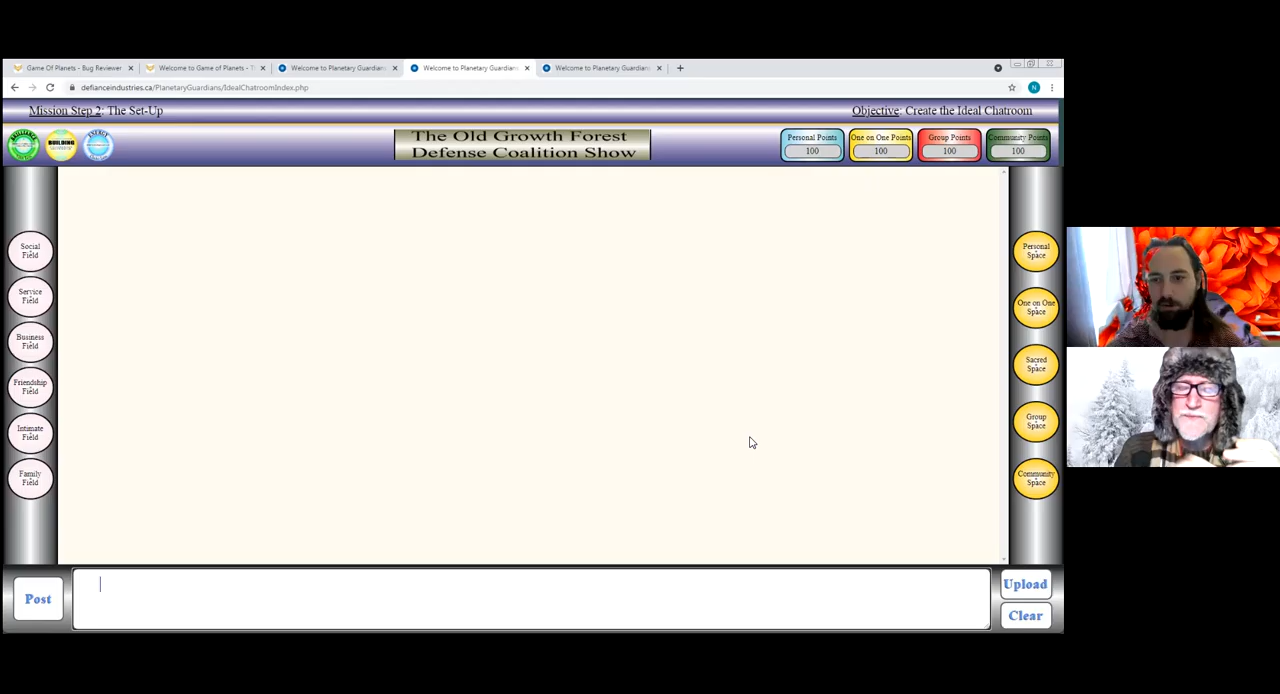 Game Of Planets - Bug Reviewer
Welcome to Game of Planets - T
Welcome to Planetary Guardians
Welcome to Planetary Guardians
Welcome to Planetary Guardians
defianceindustries.ca/PlanetaryGuardians/IdealChatroomIndex.php
N
Mission Step 2: The Set-Up
Objective: Create the Ideal Chatroom
BRILLIANCE
BUILDING
ENERGY
The Old Growth Forest
Defense Coalition Show
Personal Points
100
One on One Points
100
Group Points
100
Community Points
100
Social
Field
Service
Field
Business
Field
Friendship
Field
Intimate
Field
Family
Field
Personal
Space
One on One
Space
Sacred
Space
Group
Space
Community
Space
Post
Upload
Clear